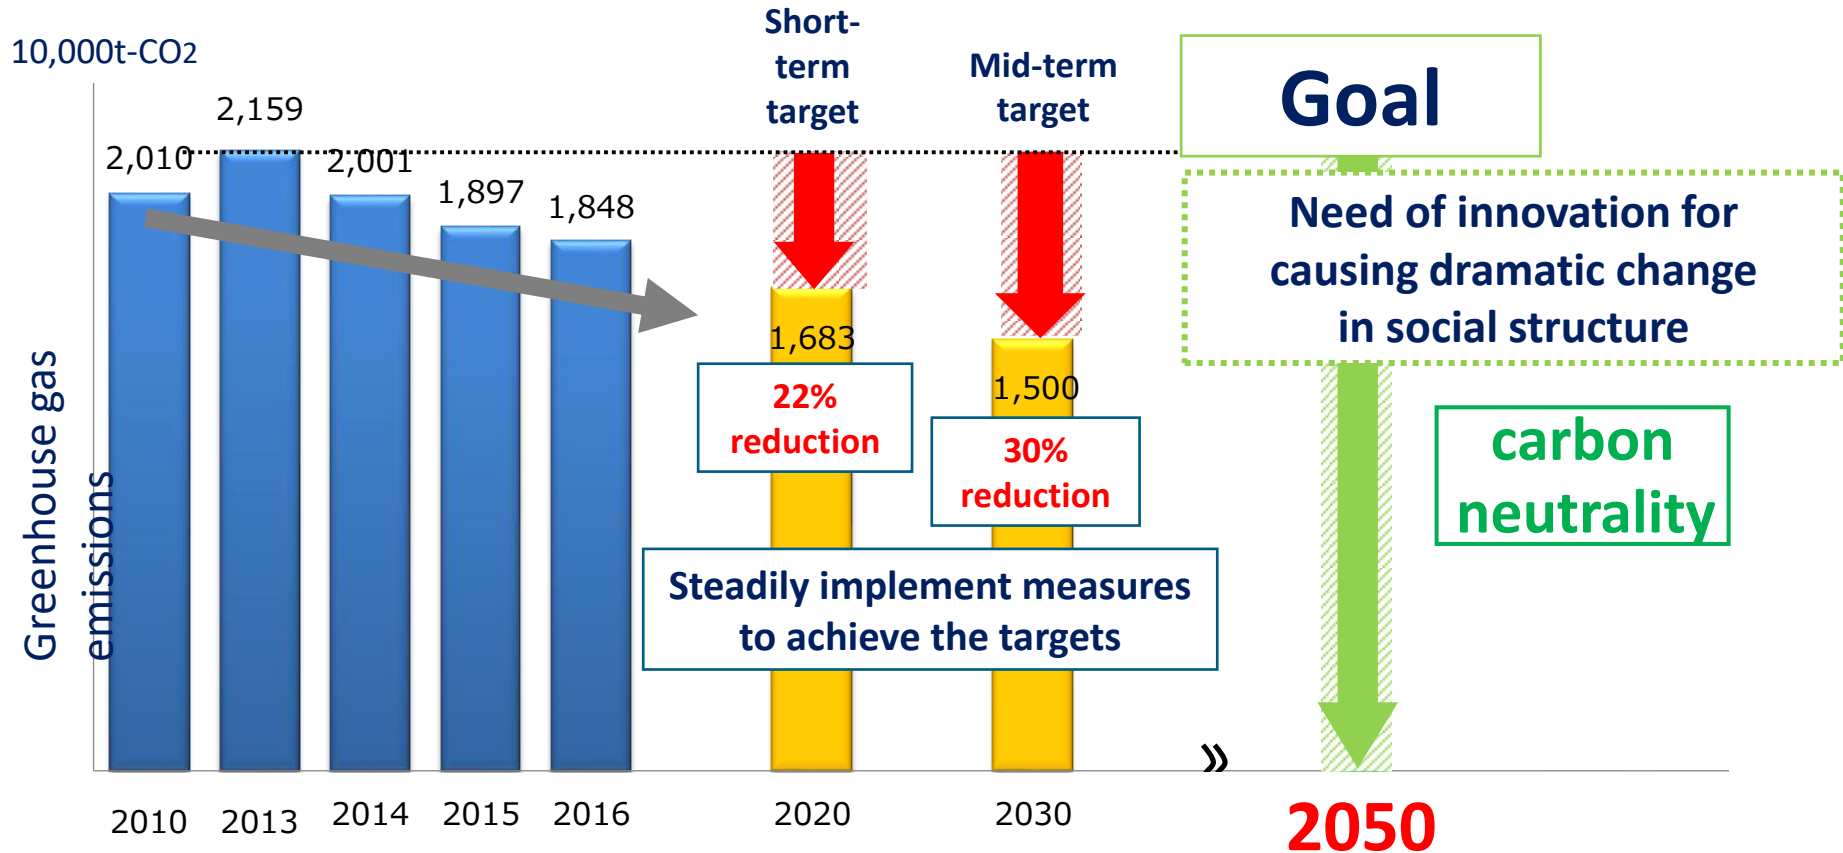 10,000t-CO2
Short-
term
target
Mid-term
target
Goal
2,159
2,010
2,001
1,897
1,848
Need of innovation for
causing dramatic change
in social structure
1,683
22%
reduction
1,500
30%
reduction
carbon
neutrality
Greenhouse gas
emissions
Steadily implement measures
to achieve the targets
»
2010
2013
2014
2015
2016
2020
2030
2050